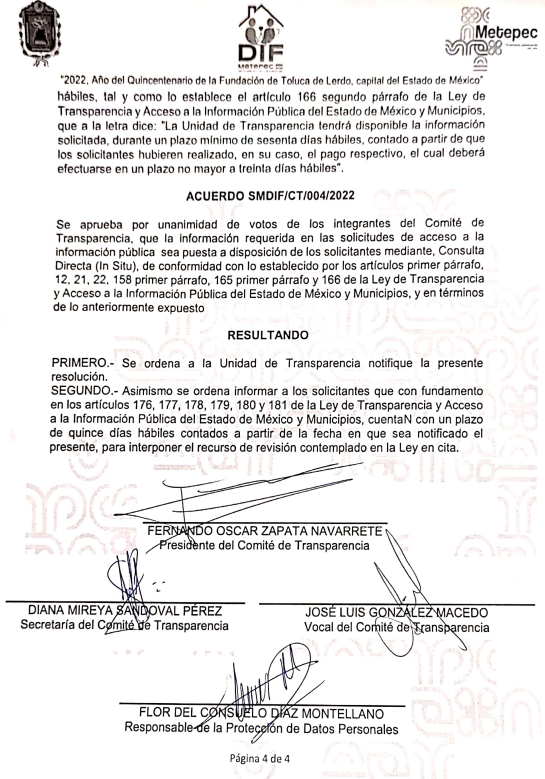 DIF
Metepec
Metepec
"2022, Año del Quincentenario de la Fundación de Toluca de Lerdo, capital del Estado de México"
hábiles, tal y como lo establece el artículo 166 segundo párrafo de la Ley de
Transparencia y Acceso a la Información Pública del Estado de México y Municipios,
que a la letra dice: "La Unidad de Transparencia tendrá disponible la información
solicitada, durante un plazo mínimo de sesenta días hábiles, contado a partir de que
los solicitantes hubieren realizado, en su caso, el pago respectivo, el cual deberá
efectuarse en un plazo no mayor a treinta días hábiles".
ACUERDO SMDIF/CT/004/2022
Se aprueba por unanimidad de votos de los integrantes del Comité de
Transparencia, que la información requerida en las solicitudes de acceso a la
información pública sea puesta a disposición de los solicitantes mediante, Consulta
Directa (In Situ), de conformidad con lo establecido por los artículos primer párrafo,
12, 21, 22, 158 primer párrafo, 165 primer párrafo y 166 de la Ley de Transparencia
y Acceso a la Información Pública del Estado de México y Municipios, y en términos
de lo anteriormente expuesto
RESULTANDO
PRIMERO.- Se ordena a la Unidad de Transparencia notifique la presente
resolución.
SEGUNDO.- Asimismo se ordena informar a los solicitantes que con fundamento
en los artículos 176, 177, 178, 179, 180 y 181 de la Ley de Transparencia y Acceso
a la Información Pública del Estado de México y Municipios, cuentaN con un plazo
de quince días hábiles contados a partir de la fecha en que sea notificado el
presente, para interponer el recurso de revisión contemplado en la Ley en cita.
FERNANDO OSCAR ZAPATA NAVARRETE
Presidente del Comité de Transparencia
DIANA MIREYA SANDOVAL PÉREZ
Secretaría del Comité de Transparencia
JOSÉ LUIS GONZÁLEZ MACEDO
Vocal del Comité de Transparencia
FLOR DEL CONSUELO DÍAZ MONTELLANO
Responsable de la Protección de Datos Personales
Página 4 de 4